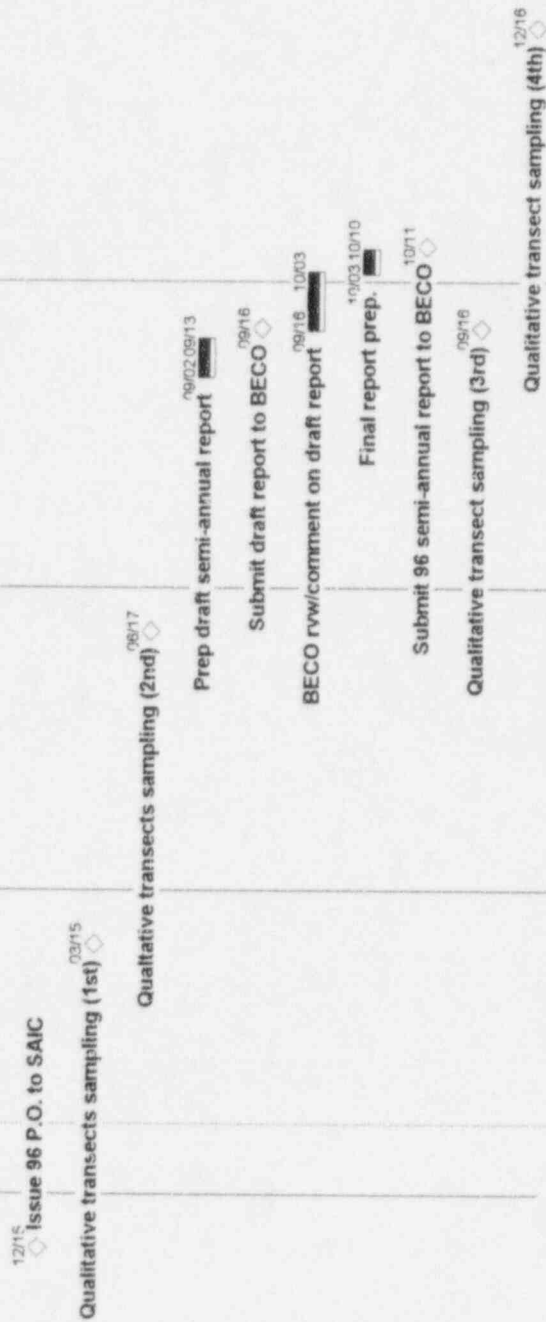 12/15
Issue 96 P.O. to SAIC
03/15
Qualitative transects sampling (1st)
06/17
Qualtative transects sampling (2nd)
09/02 09/13
Prep draft semi-annual report
09/16
Submit draft report to BECO
09/16 10/03
BECO rvw/comment on draft report
10/03 10/10
Final report prep.
10/11
Submit 96 semi-annual report to BECO
09/16
Qualitative transect sampling (3rd)
12/16
Qualitative transect sampling (4th)